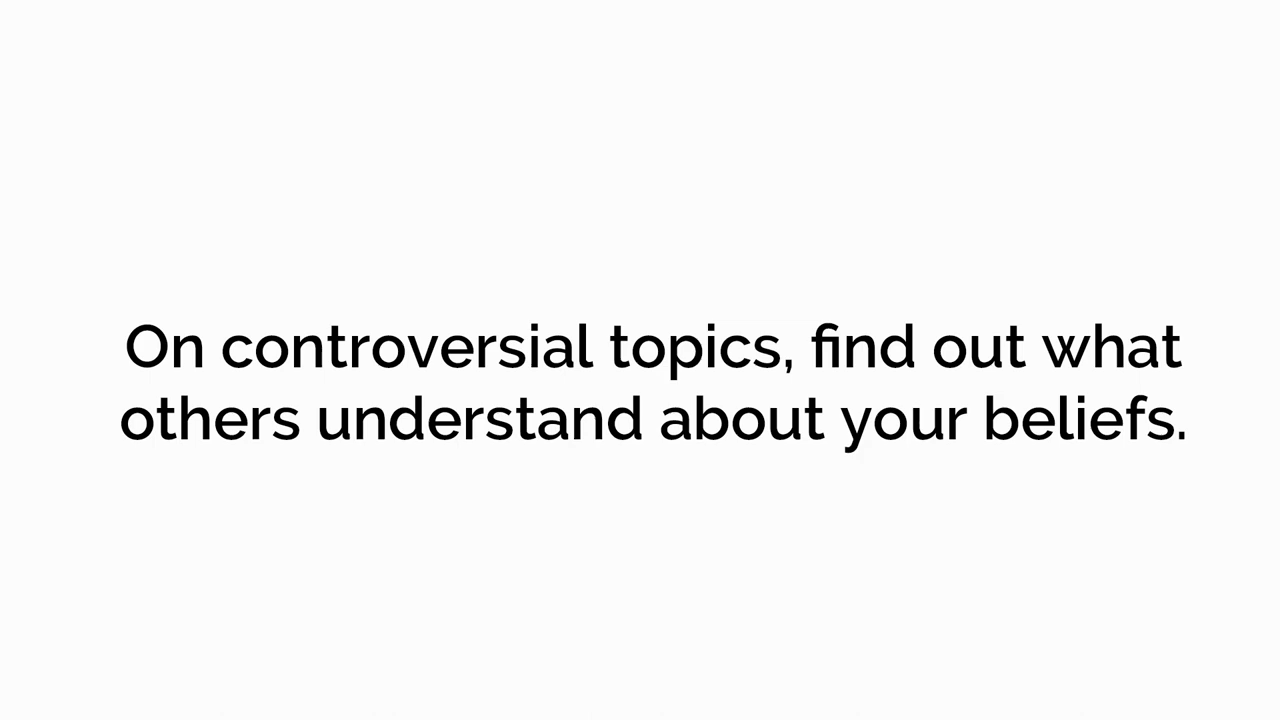 On controversial topics, find out what
others understand about your beliefs.